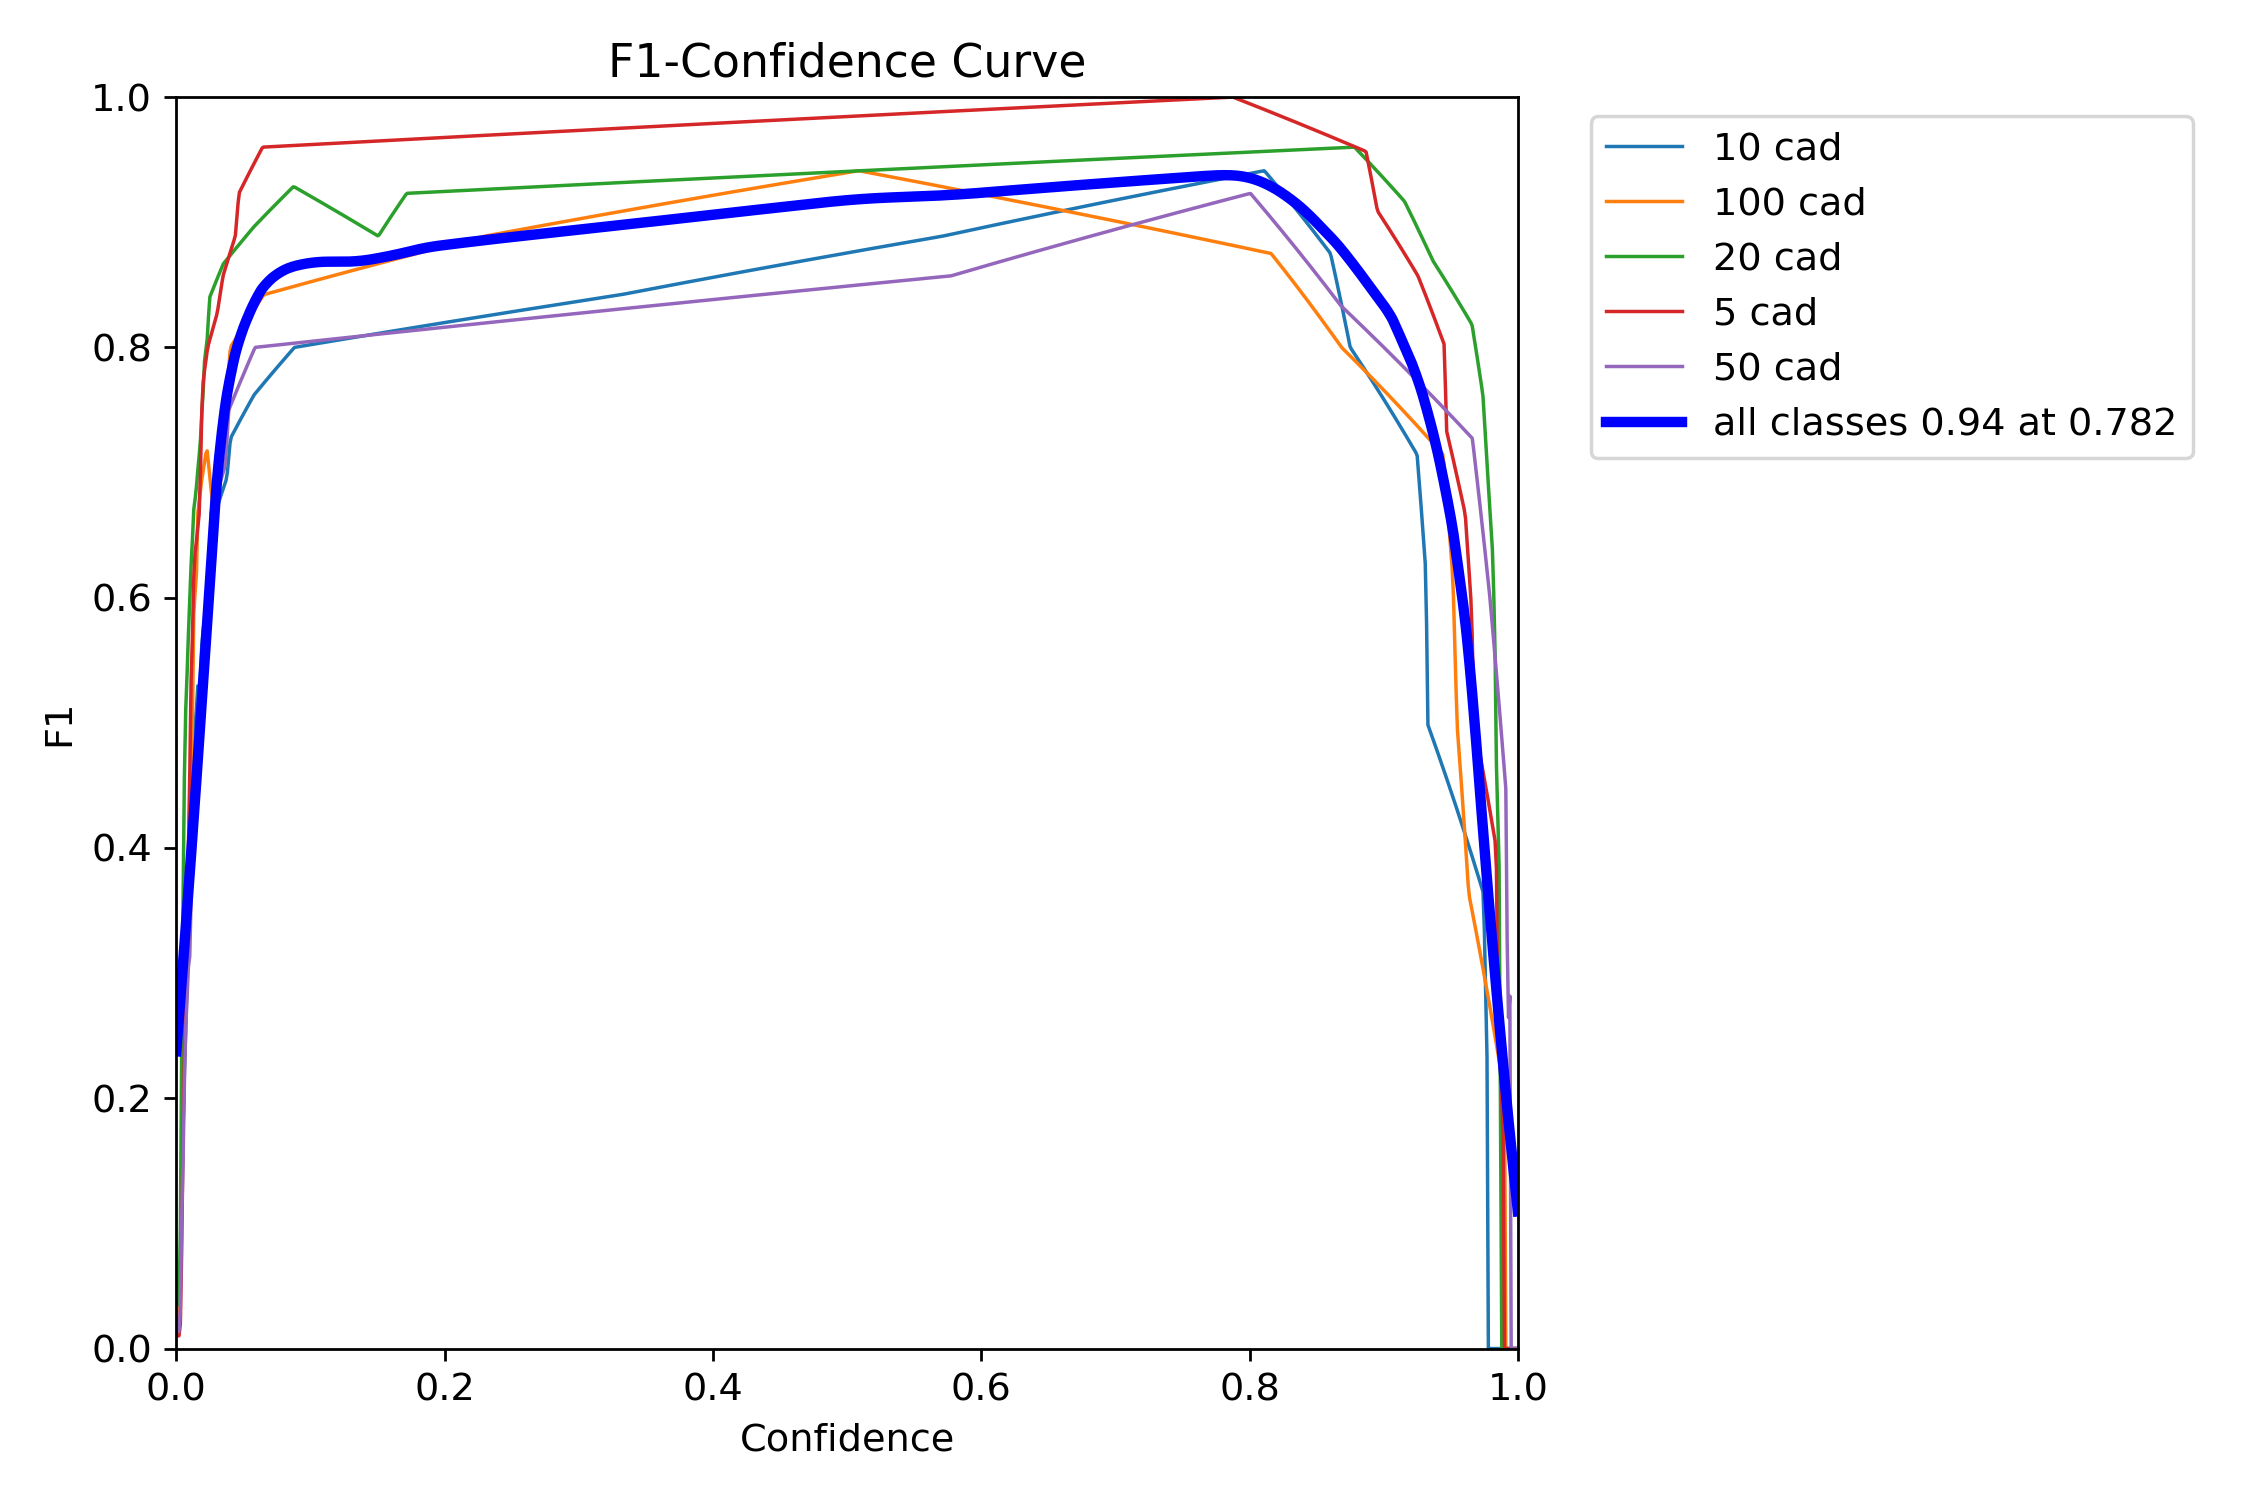 F1-Confidence Curve
1.0
0.8
0.6
0.4
0.2
0.0
F1
0.0 0.2 0.4 0.6 0.8 1.0
Confidence
10 cad
100 cad
20 cad
5 cad
50 cad
all classes 0.94 at 0.782